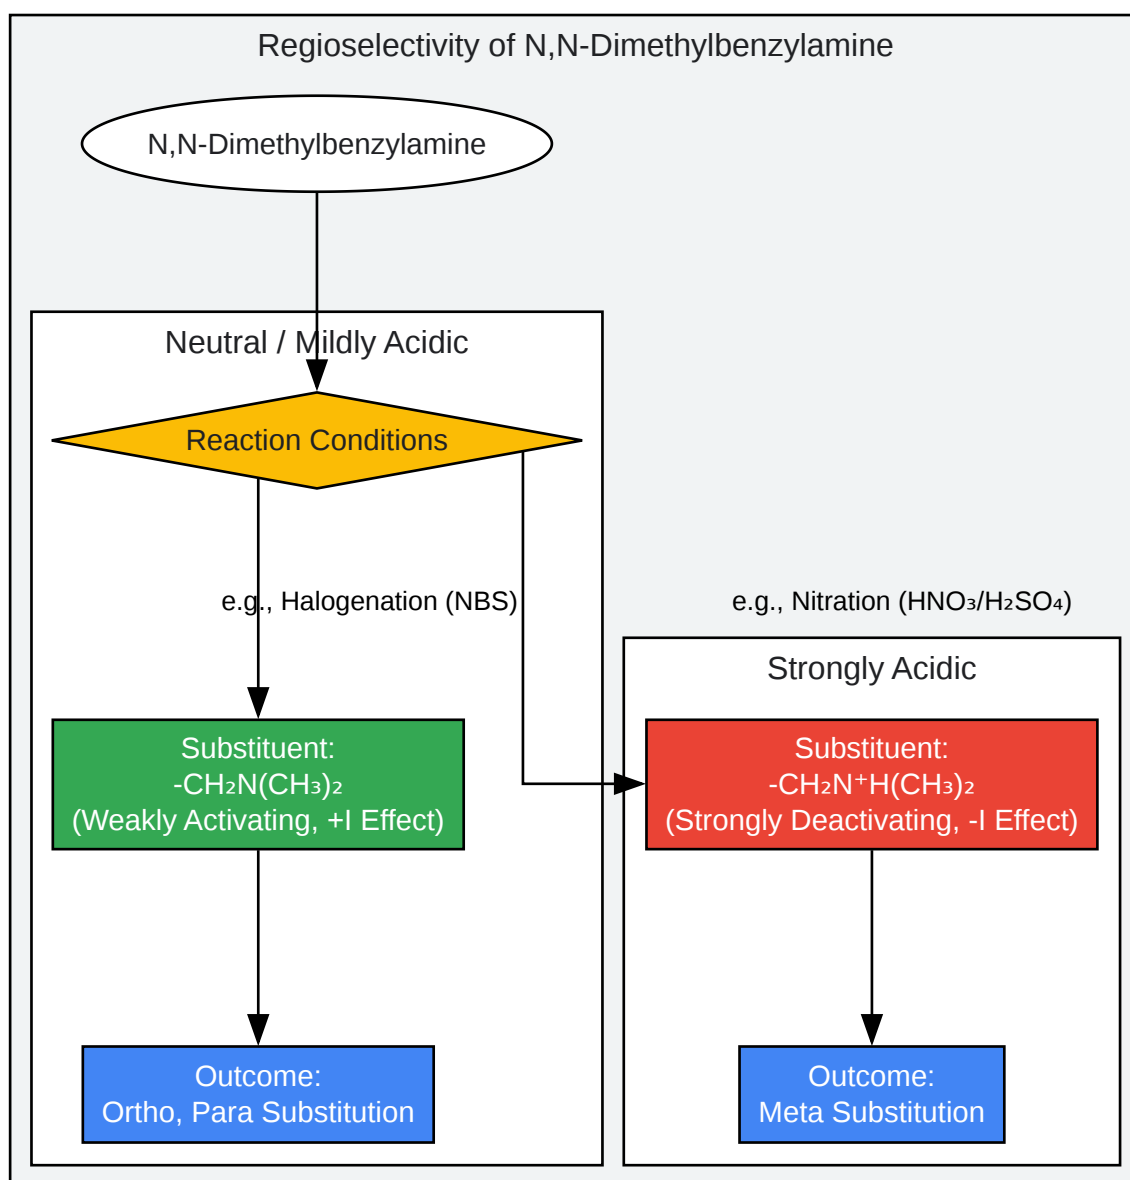 Regioselectivity of N,N-Dimethylbenzylamine
N,N-Dimethylbenzylamine
Neutral / Mildly Acidic
Reaction Conditions
e.g., Halogenation (NBS)
e.g., Nitration (HNO₃/H₂SO₄)
Strongly Acidic
Substituent:
-CH₂N(CH₃)₂
(Weakly Activating, +I Effect)
Substituent:
-CH₂N⁺H(CH₃)₂
(Strongly Deactivating, -I Effect)
Outcome:
Ortho, Para Substitution
Outcome:
Meta Substitution